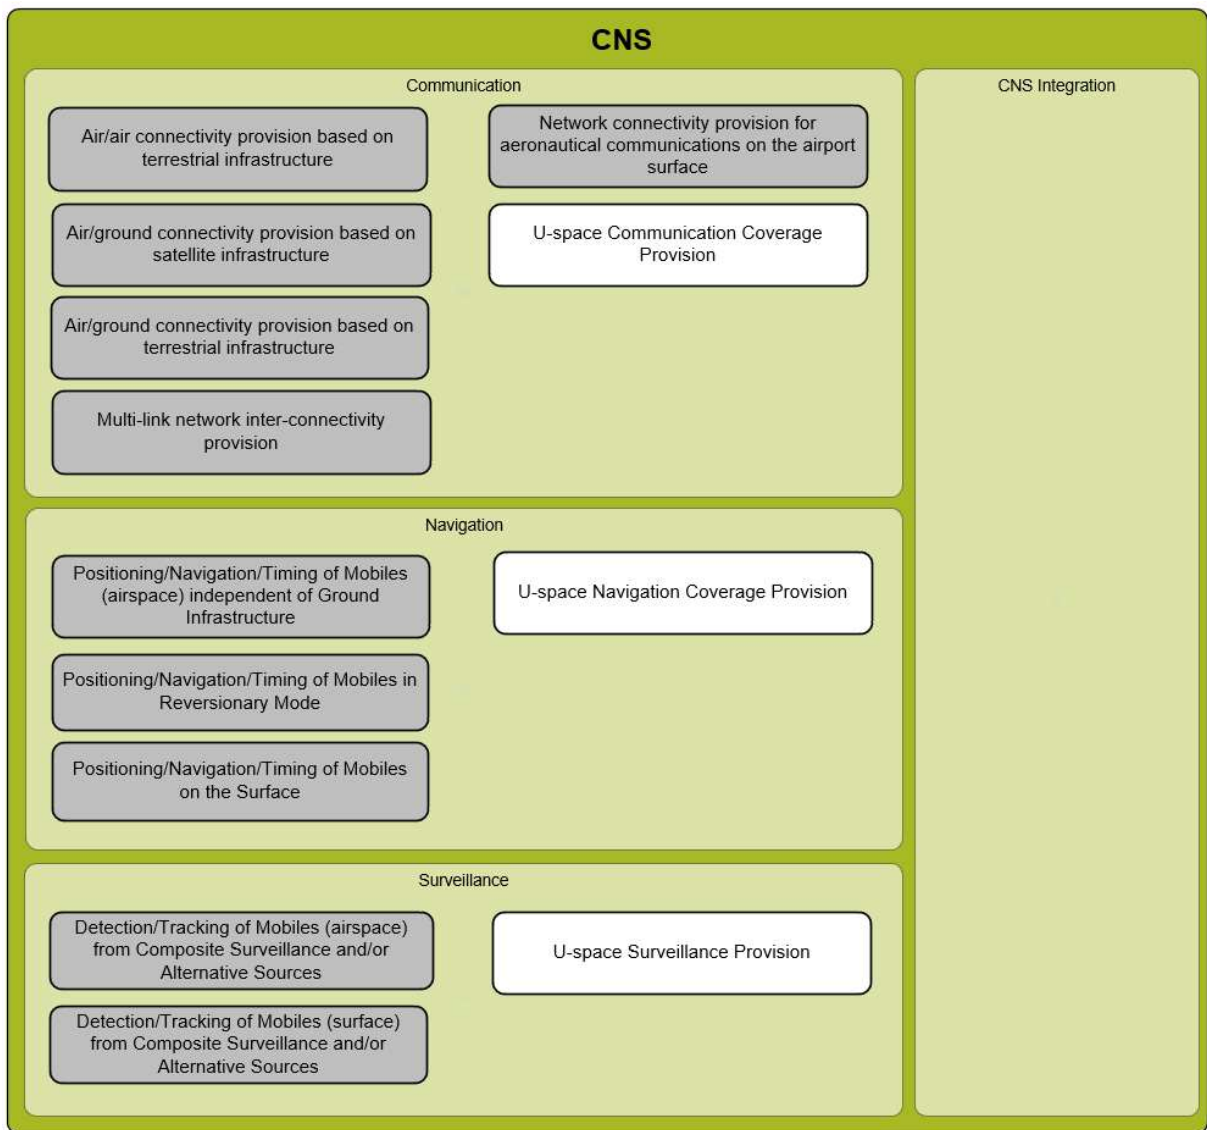 CNS
Communication
Air/air connectivity provision based on
terrestrial infrastructure
Network connectivity provision for
aeronautical communications on the airport
surface
Air/ground connectivity provision based on
satellite infrastructure
U-space Communication Coverage
Provision
Air/ground connectivity provision based on
terrestrial infrastructure
Multi-link network inter-connectivity
provision
Navigation
Positioning/Navigation/Timing of Mobiles
(airspace) independent of Ground
Infrastructure
U-space Navigation Coverage Provision
Positioning/Navigation/Timing of Mobiles in
Reversionary Mode
Positioning/Navigation/Timing of Mobiles
on the Surface
Surveillance
Detection/Tracking of Mobiles (airspace)
from Composite Surveillance and/or
Alternative Sources
U-space Surveillance Provision
Detection/Tracking of Mobiles (surface)
from Composite Surveillance and/or
Alternative Sources
CNS Integration